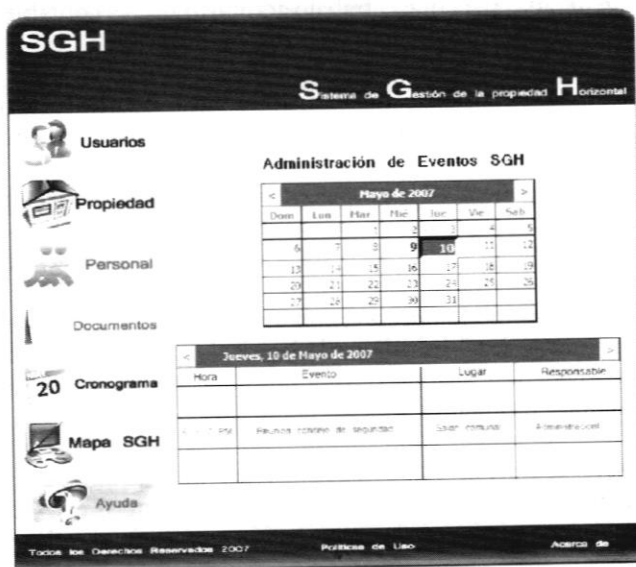 SGH
Sistema de Gestión de la propiedad Horizontal
Usuarios
Propiedad
Personal
Documentos
20 Cronograma
Mapa SGH
Ayuda
Administración de Eventos SGH
< Mayo de 2007 >
Dom Lun Mar Mié Jue Vie Sab
1 2 3 4 5
6 7 8 9 10 11 12
13 14 15 16 17 18 19
20 21 22 23 24 25 26
27 28 29 30 31
< Jueves, 10 de Mayo de 2007 >
Hora Evento Lugar Responsable
PM Reunion consejo de seguridad Salon comunal
Todos los Derechos Reservados 2007 Políticas de Uso Acerca de